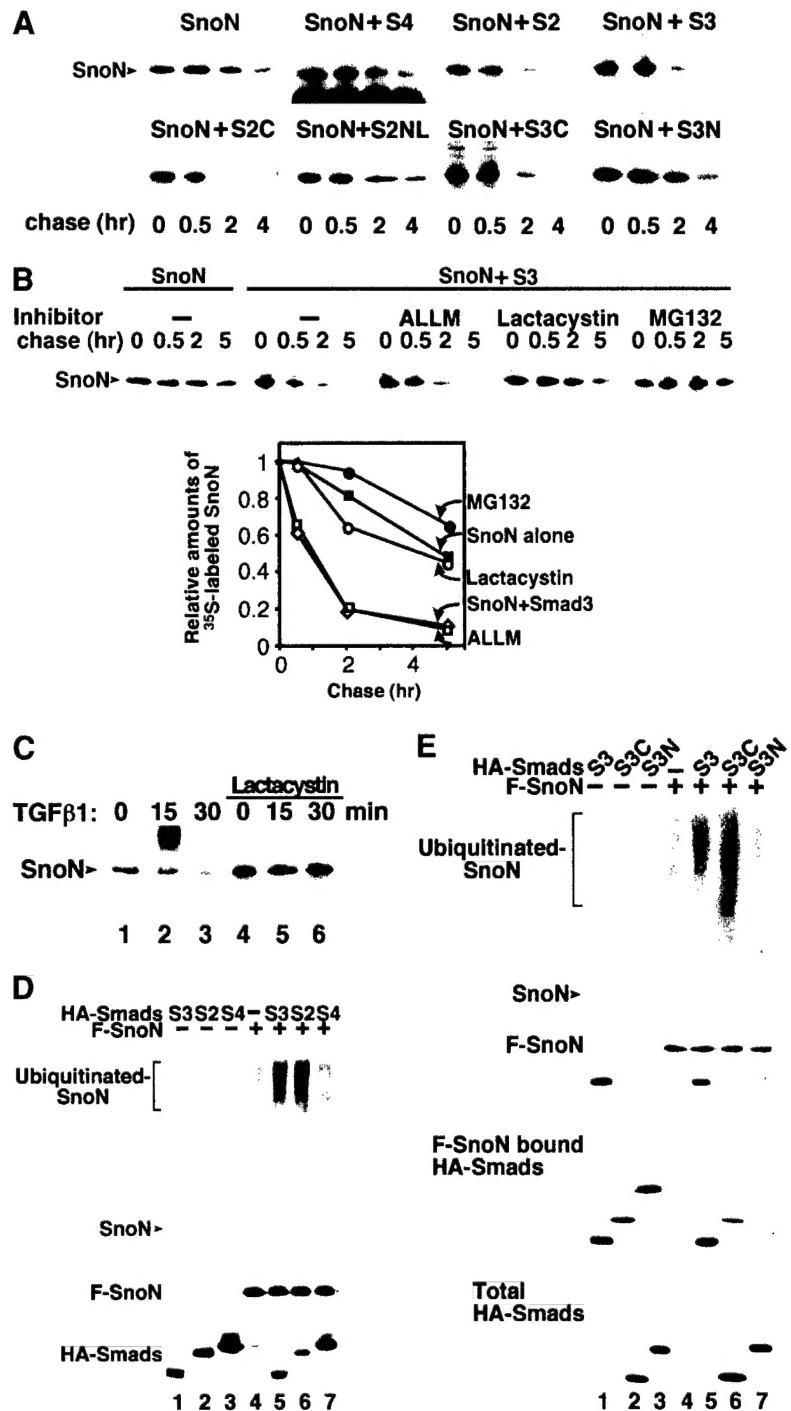 A
SnoN SnoN+S4 SnoN+S2 SnoN + S3
SnoN
SnoN+S2C SnoN+S2NL SnoN+S3C SnoN+S3N
chase (hr) 0 0.5 2 4 0 0.5 2 4 0 0.5 2 4 0 0.5 2 4
B
SnoN SnoN+S3
Inhibitor – – ALLM Lactacystin MG132
chase (hr) 0 0.5 2 5 0 0.5 2 5 0 0.5 2 5 0 0.5 2 5 0 0.5 2 5
SnoN
Relative amounts of
³⁵S-labeled SnoN
1
0.8
0.6
0.4
0.2
0
0 2 4
Chase (hr)
MG132
SnoN alone
Lactacystin
SnoN+Smad3
ALLM
C
Lactacystin
TGFβ1: 0 15 30 0 15 30 min
SnoN
1 2 3 4 5 6
D
HA-Smads S3 S2 S4 – S3 S2 S4
F-SnoN – – – + + + +
Ubiquitinated-
SnoN
SnoN
F-SnoN
HA-Smads
1 2 3 4 5 6 7
E
HA-Smads S3 S3C S3N – S3 S3C S3N
F-SnoN – – – + + + +
Ubiquitinated-
SnoN
SnoN
F-SnoN
F-SnoN bound
HA-Smads
Total
HA-Smads
1 2 3 4 5 6 7